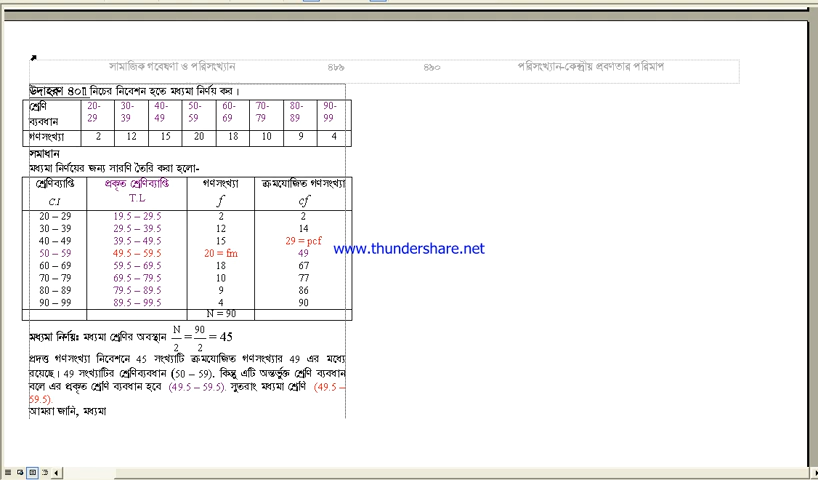 সামাজিক গবেষণা ও পরিসংখ্যান ৪৮৯ ৪৯০ পরিসংখ্যান-কেন্দ্রীয় প্রবণতার পরিমাপ
উদাহরণ ৪০॥ নিচের নিবেশন হতে মধ্যমা নির্ণয় কর।
শ্রেণি ব্যবধান 20-29 30-39 40-49 50-59 60-69 70-79 80-89 90-99
গণসংখ্যা 2 12 15 20 18 10 9 4
সমাধান
মধ্যমা নির্ণয়ের জন্য সারণি তৈরি করা হলো-
শ্রেণিব্যাপ্তি প্রকৃত শ্রেণিব্যাপ্তি গণসংখ্যা ক্রমযোজিত গণসংখ্যা
C.I T.L f cf
20 – 29 19.5 – 29.5 2 2
30 – 39 29.5 – 39.5 12 14
40 – 49 39.5 – 49.5 15 29 = pcf
50 – 59 49.5 – 59.5 20 = fm 49
60 – 69 59.5 – 69.5 18 67
70 – 79 69.5 – 79.5 10 77
80 – 89 79.5 – 89.5 9 86
90 – 99 89.5 – 99.5 4 90
N = 90
www.thundershare.net
মধ্যমা নির্ণয়ঃ মধ্যমা শ্রেণির অবস্থান N/2 = 90/2 = 45
প্রদত্ত গণসংখ্যা নিবেশনে 45 সংখ্যাটি ক্রমযোজিত গণসংখ্যার 49 এর মধ্যে
রয়েছে। 49 সংখ্যাটির শ্রেণিব্যবধান (50 – 59), কিন্তু এটি অন্তর্ভুক্ত শ্রেণি ব্যবধান
বলে এর প্রকৃত শ্রেণি ব্যবধান হবে (49.5 – 59.5). সুতরাং মধ্যমা শ্রেণি (49.5 –
59.5).
আমরা জানি, মধ্যমা